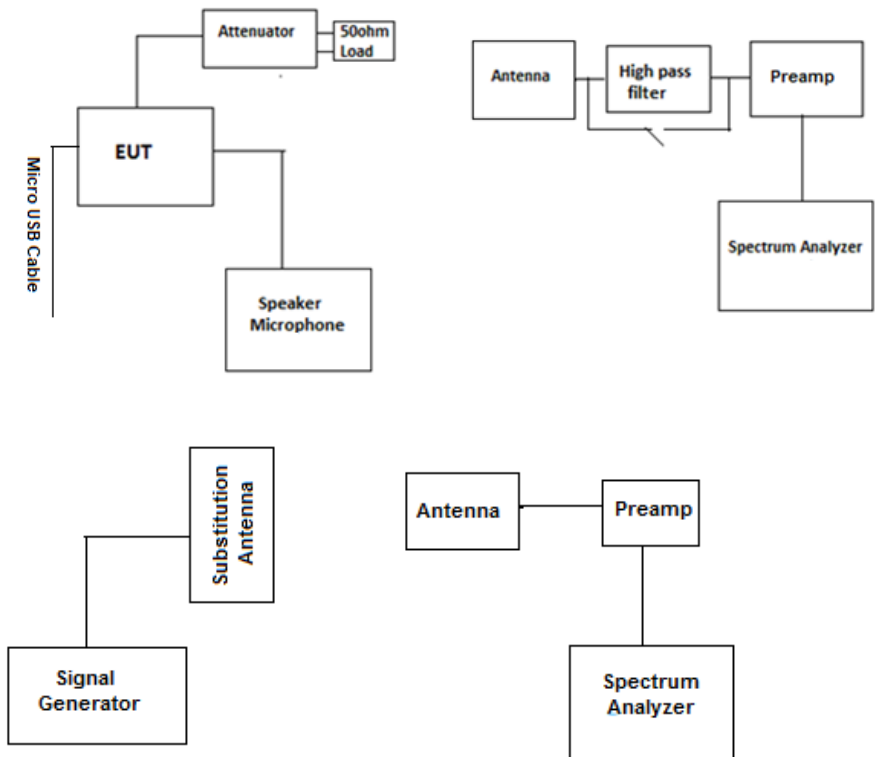 Attenuator
50ohm
Load
EUT
Micro USB Cable
Speaker
Microphone
Antenna
High pass
filter
Preamp
Spectrum Analyzer
Substitution
Antenna
Signal
Generator
Antenna
Preamp
Spectrum
Analyzer